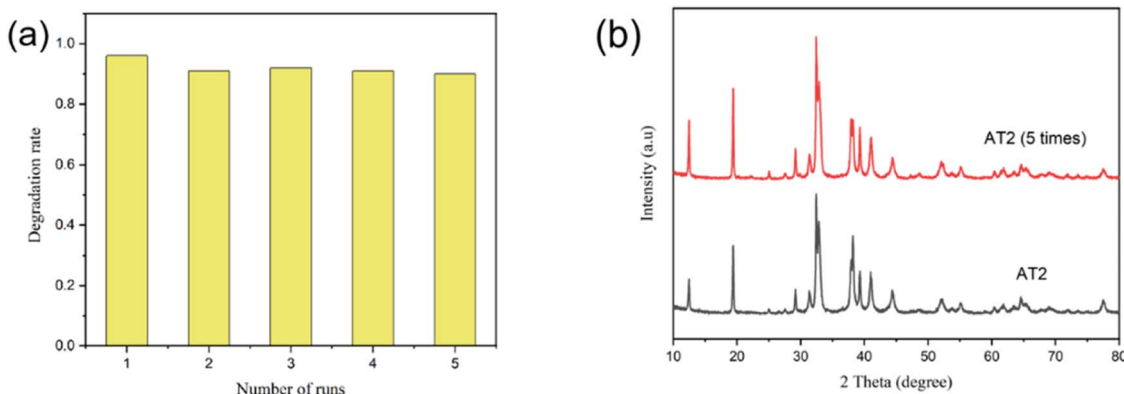 (a)
1.0
0.8
0.6
0.4
0.2
0.0
Degradation rate
1 2 3 4 5
Number of runs
(b)
Intensity (a.u)
AT2 (5 times)
AT2
10 20 30 40 50 60 70 80
2 Theta (degree)